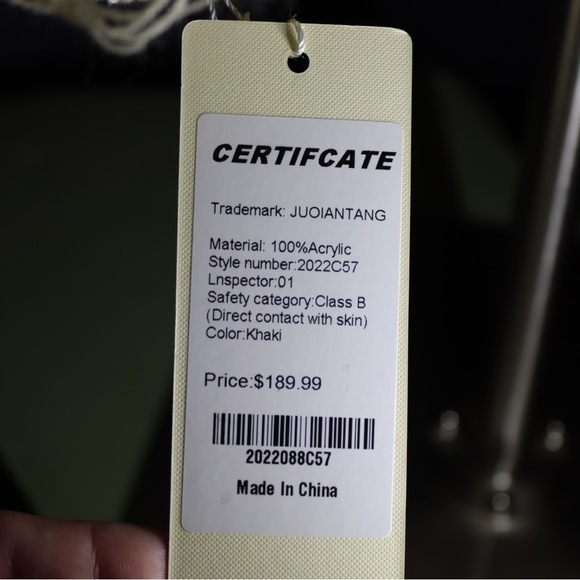 CERTIFCATE
Trademark: JUOIANTANG
Material: 100%Acrylic
Style number:2022C57
Lnspector:01
Safety category:Class B
(Direct contact with skin)
Color:Khaki
Price:$189.99
2022088C57
Made In China